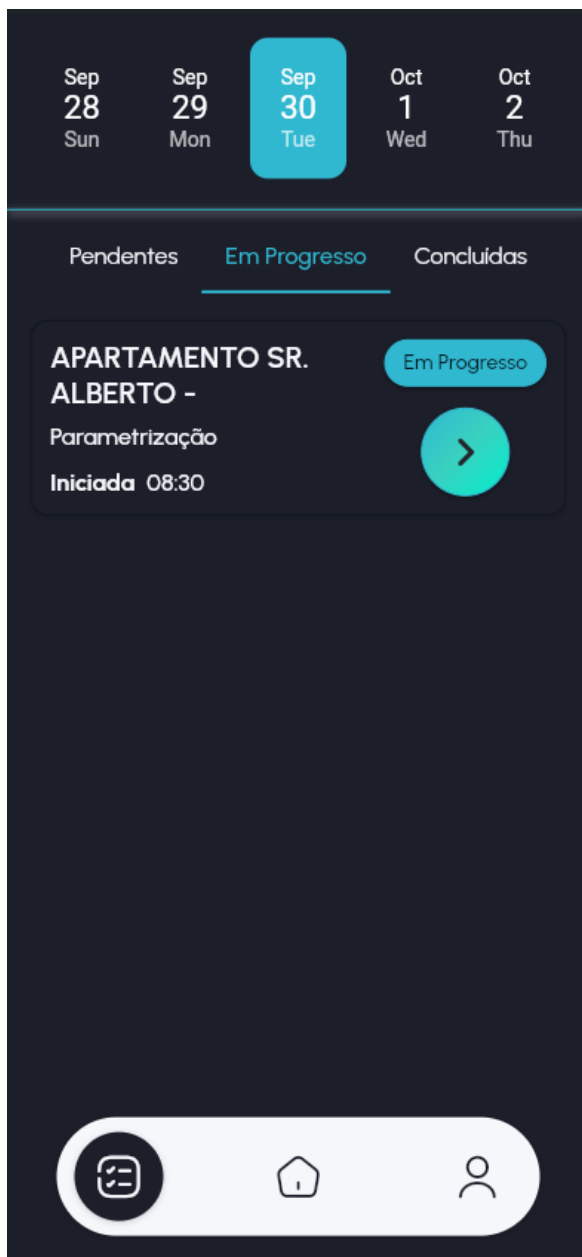 Sep Sep Sep Oct Oct
28 29 30 1 2
Sun Mon Tue Wed Thu
Pendentes Em Progresso Concluídas
APARTAMENTO SR. ALBERTO -
Em Progresso
Parametrização
Iniciada 08:30